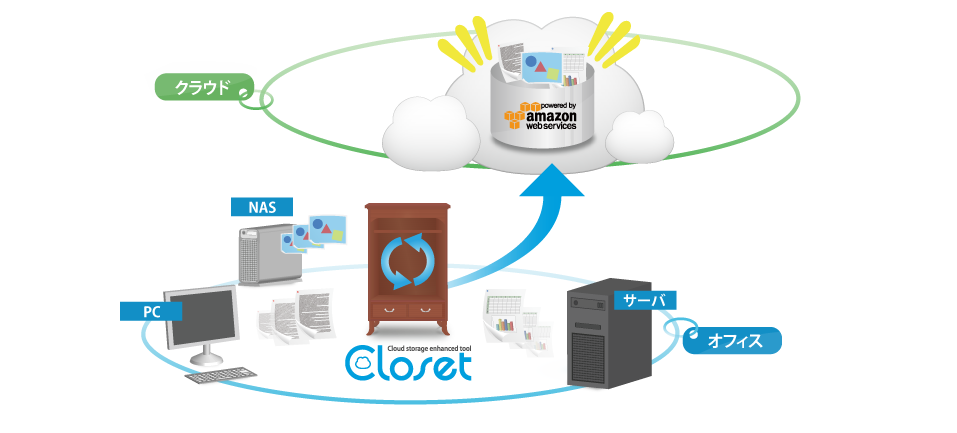 クラウド
powered by
amazon
web services
NAS
PC
サーバ
オフィス
Cloud storage enhanced tool
Closet